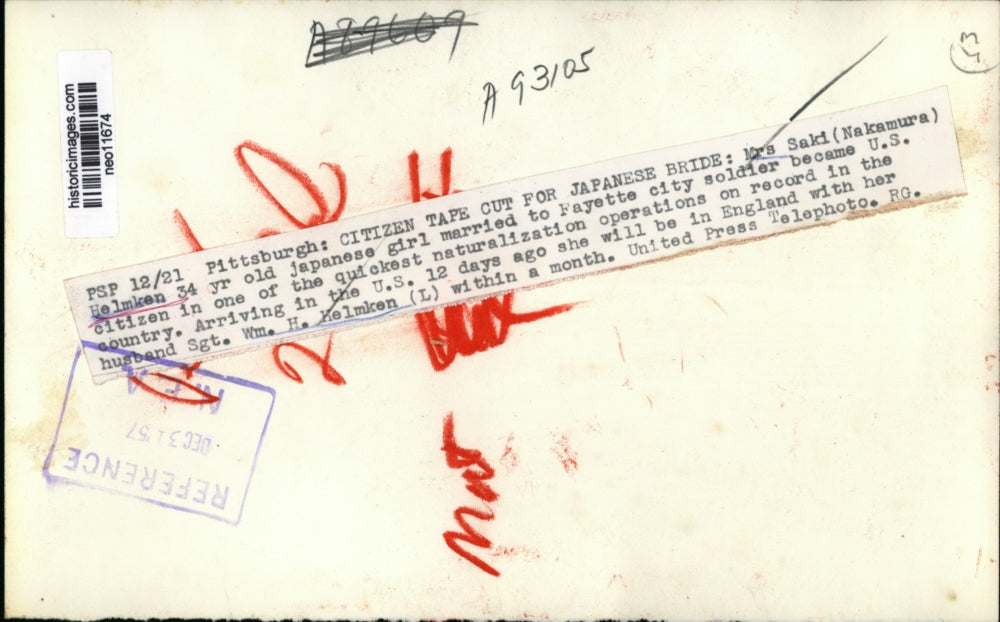 A89609
A93105
historicimages.com
neo11674
PSP 12/21 Pittsburgh: CITIZEN TAPE CUT FOR JAPANESE BRIDE: Mrs Saki (Nakamura)
Helmken 34 yr old japanese girl married to Fayette city soldier became U.S.
citizen in one of the quickest naturalization operations on record in the
country. Arriving in the U.S. 12 days ago she will be in England with her
husband Sgt. Wm. H. Helmken (L) within a month. United Press Telephoto. RG.
REFERENCE
DEC 31 '57